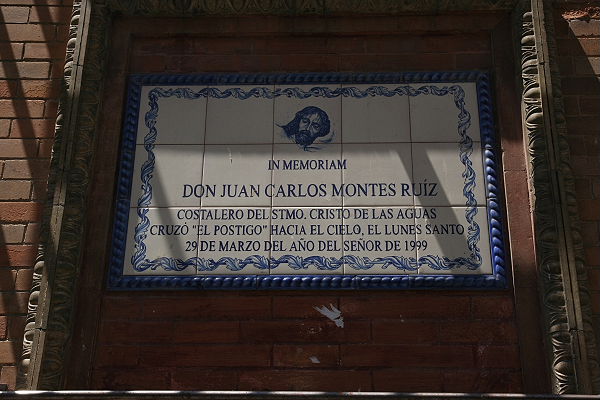 IN MEMORIAM
DON JUAN CARLOS MONTES RUÍZ
COSTALERO DEL STMO. CRISTO DE LAS AGUAS
CRUZÓ "EL POSTIGO" HACIA EL CIELO, EL LUNES SANTO
29 DE MARZO DEL AÑO DEL SEÑOR DE 1999